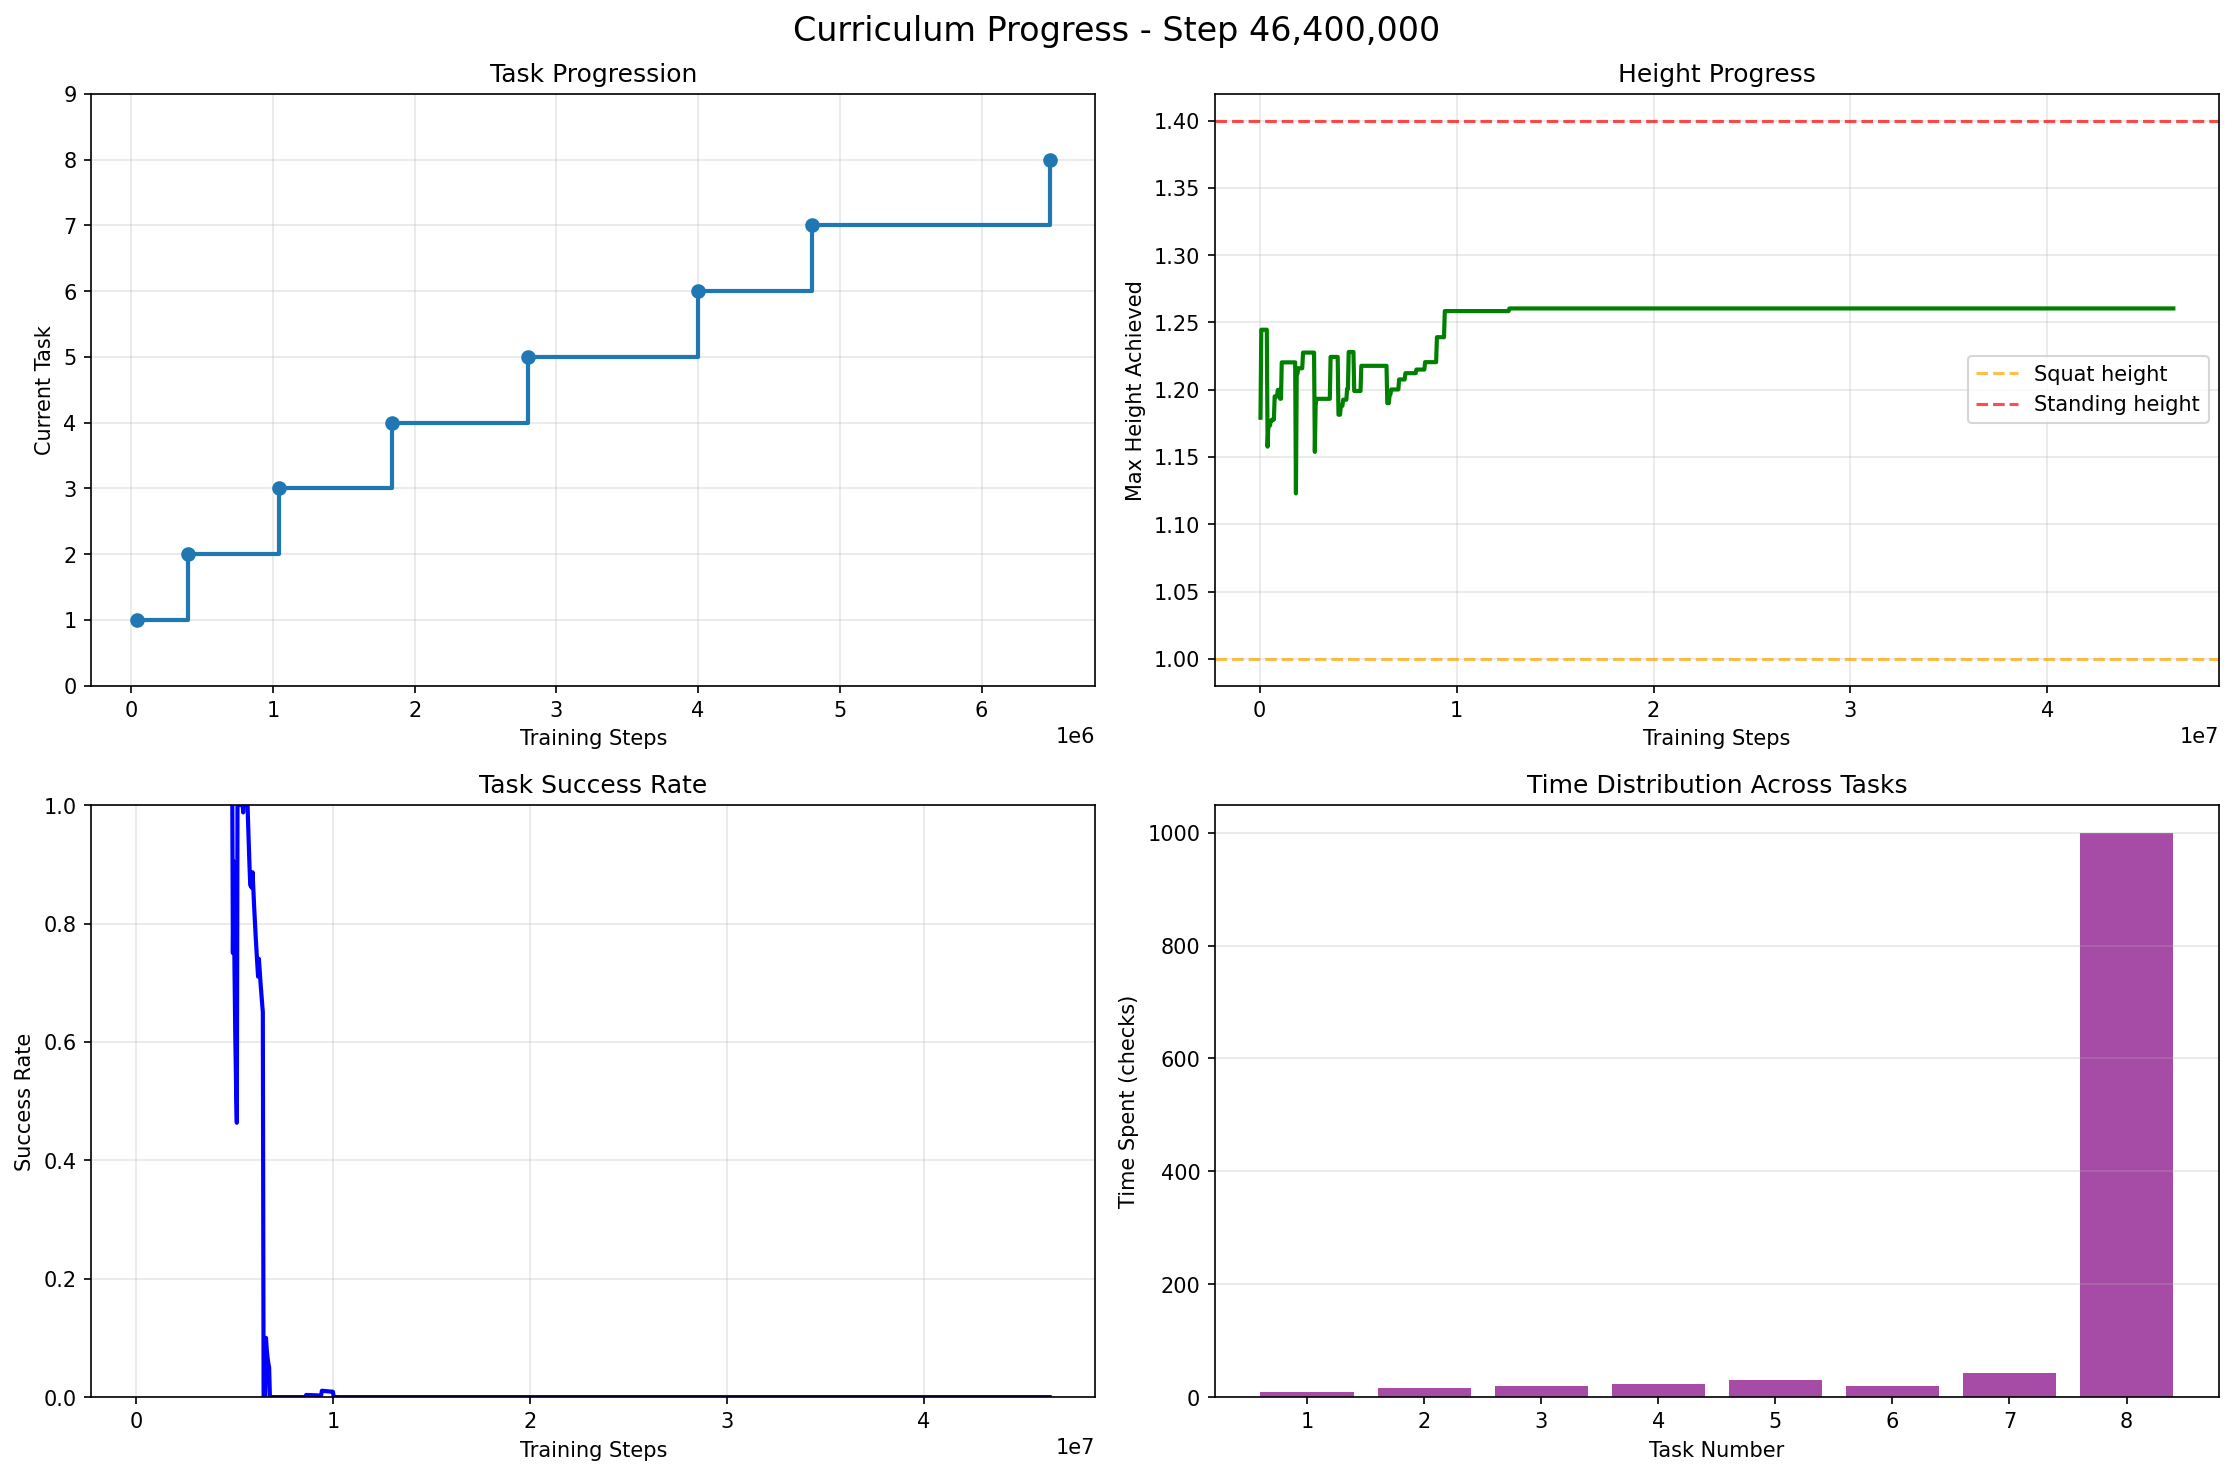 Curriculum Progress - Step 46,400,000
Task Progression
9
8
7
6
5
4
3
2
1
0
Current Task
0 1 2 3 4 5 6
Training Steps
1e6
Height Progress
1.40
1.35
1.30
1.25
1.20
1.15
1.10
1.05
1.00
Max Height Achieved
Squat height
Standing height
0 1 2 3 4
Training Steps
1e7
Task Success Rate
1.0
0.8
0.6
0.4
0.2
0.0
Success Rate
0 1 2 3 4
Training Steps
1e7
Time Distribution Across Tasks
1000
800
600
400
200
0
Time Spent (checks)
1 2 3 4 5 6 7 8
Task Number